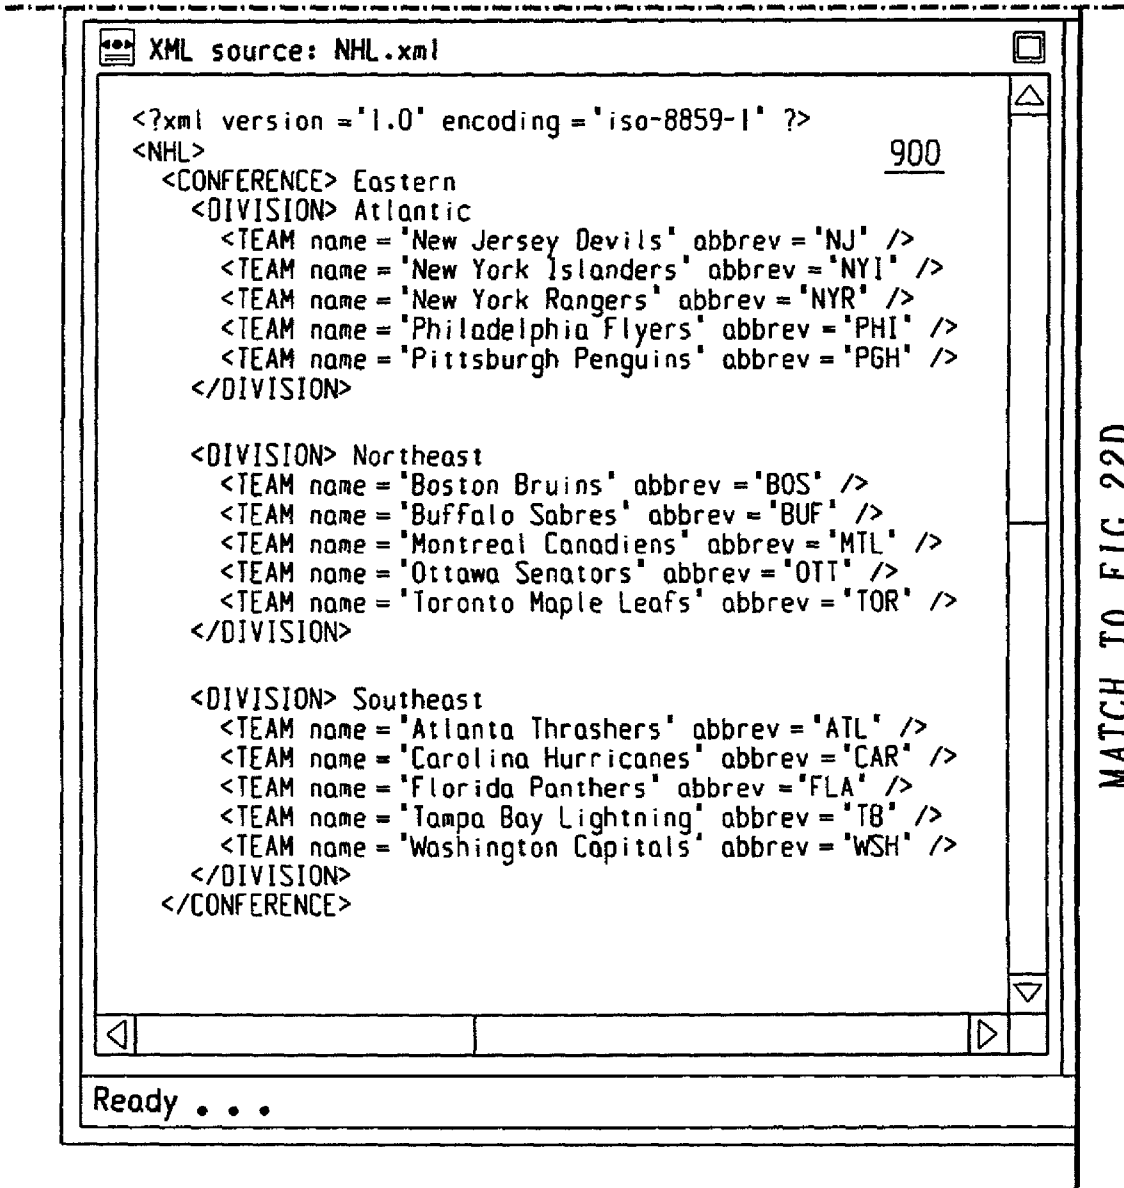 XML source: NHL.xml
<?xml version ="1.0" encoding ="iso-8859-1" ?>
<NHL>
900
<CONFERENCE> Eastern
<DIVISION> Atlantic
<TEAM name ="New Jersey Devils" abbrev ="NJ" />
<TEAM name ="New York Islanders" abbrev ="NYI" />
<TEAM name ="New York Rangers" abbrev ="NYR" />
<TEAM name ="Philadelphia Flyers" abbrev ="PHI" />
<TEAM name ="Pittsburgh Penguins" abbrev ="PGH" />
</DIVISION>
<DIVISION> Northeast
<TEAM name ="Boston Bruins" abbrev ="BOS" />
<TEAM name ="Buffalo Sabres" abbrev ="BUF" />
<TEAM name ="Montreal Canadiens" abbrev ="MTL" />
<TEAM name ="Ottawa Senators" abbrev ="OTT" />
<TEAM name ="Toronto Maple Leafs" abbrev ="TOR" />
</DIVISION>
<DIVISION> Southeast
<TEAM name ="Atlanta Thrashers" abbrev ="ATL" />
<TEAM name ="Carolina Hurricanes" abbrev ="CAR" />
<TEAM name ="Florida Panthers" abbrev ="FLA" />
<TEAM name ="Tampa Bay Lightning" abbrev ="TB" />
<TEAM name ="Washington Capitals" abbrev ="WSH" />
</DIVISION>
</CONFERENCE>
Ready . . .
MATCH TO FIG 22D